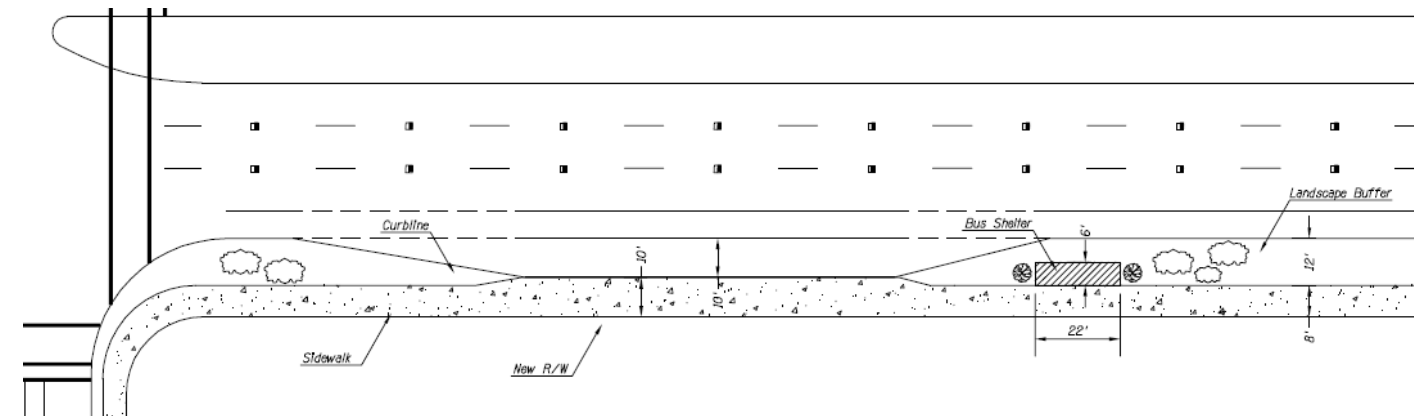 Landscape Buffer
Curbline
Bus Shelter
6'
10'
12'
10'
22'
8'
Sidewalk
New R/W